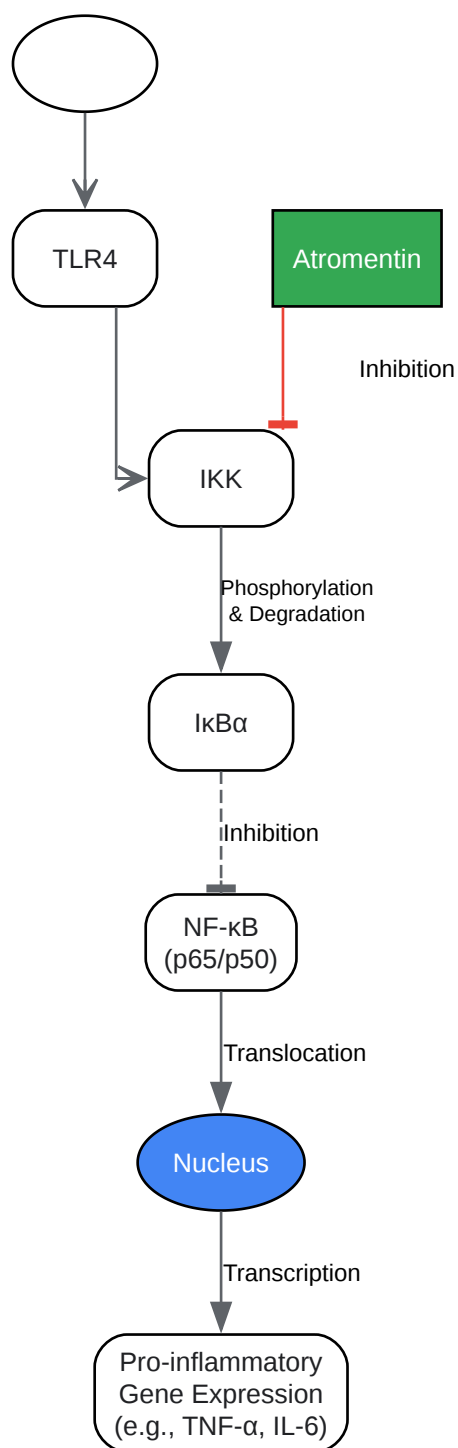 TLR4
Atromentin
Inhibition
IKK
Phosphorylation
& Degradation
IκBα
Inhibition
NF-κB
(p65/p50)
Translocation
Nucleus
Transcription
Pro-inflammatory
Gene Expression
(e.g., TNF-α, IL-6)